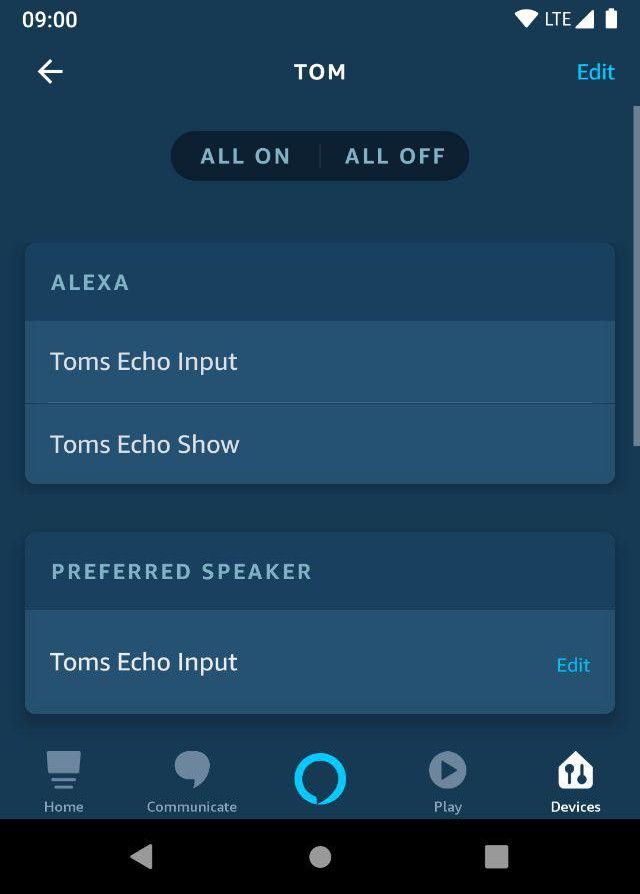 09:00 LTE
TOM Edit
ALL ON ALL OFF
ALEXA
Toms Echo Input
Toms Echo Show
PREFERRED SPEAKER
Toms Echo Input Edit
Home Communicate Play Devices